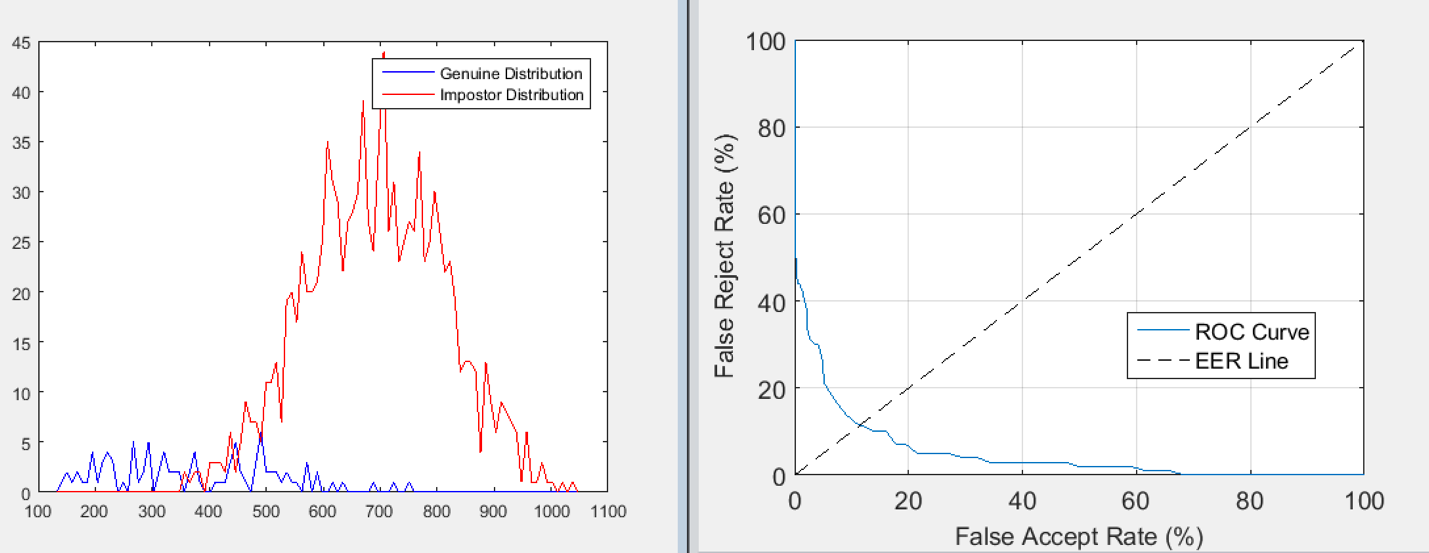 45
40
35
30
25
20
15
10
5
0
100 200 300 400 500 600 700 800 900 1000 1100
Genuine Distribution
Impostor Distribution
100
80
60
40
20
0
0 20 40 60 80 100
False Reject Rate (%)
False Accept Rate (%)
ROC Curve
EER Line